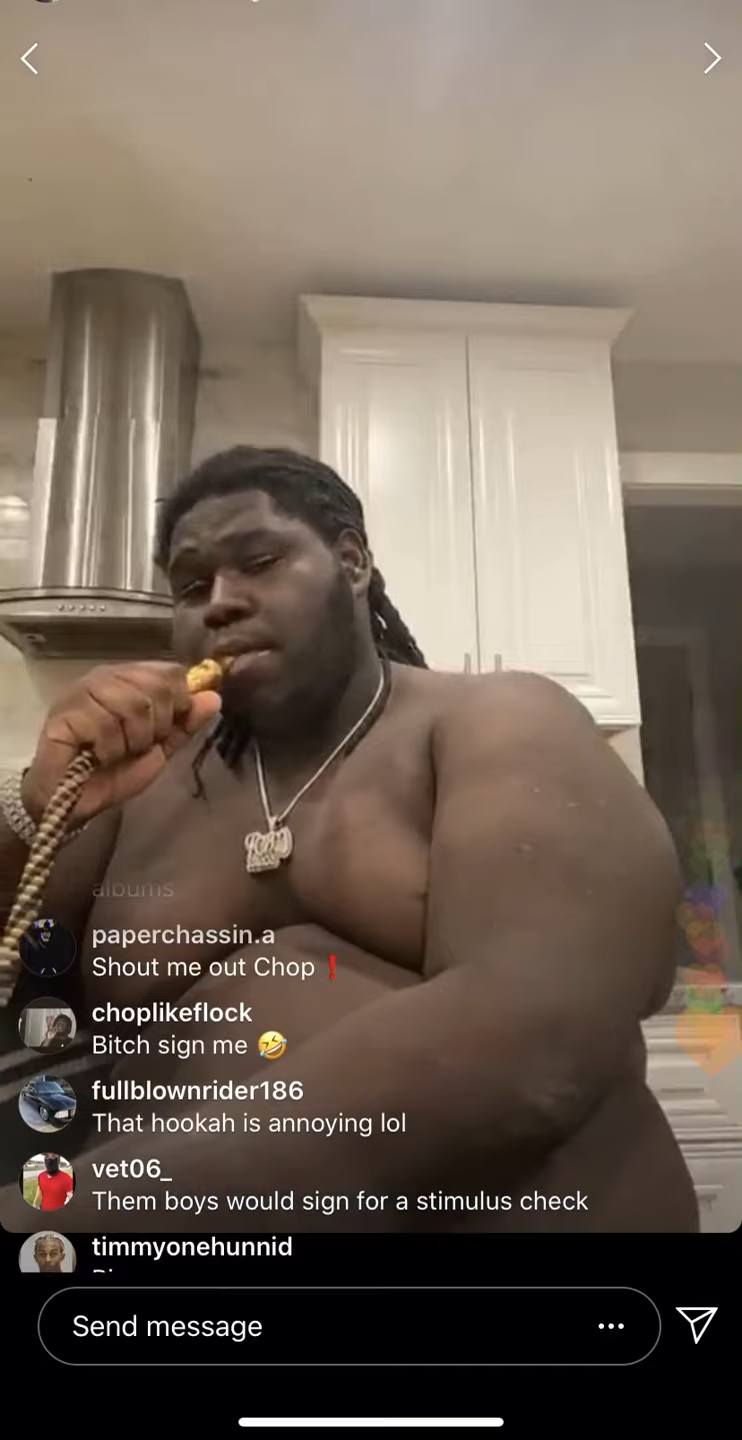 albums
paperchassin.a
Shout me out Chop❗
choplikeflock
Bitch sign me 🤣
fullblownrider186
That hookah is annoying lol
vet06_
Them boys would sign for a stimulus check
timmyonehunnid
Send message